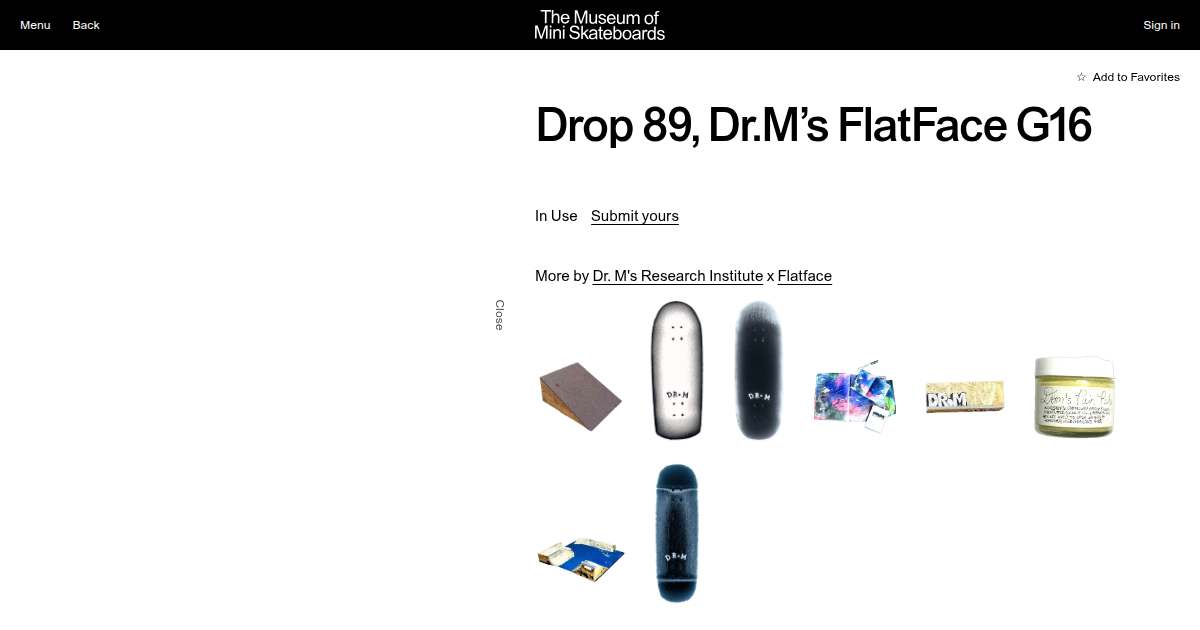 Menu
Back
The Museum of
Mini Skateboards
Sign in
☆ Add to Favorites
Drop 89, Dr.M’s FlatFace G16
In Use Submit yours
More by Dr. M's Research Institute x Flatface
Close
DR•M
DR•M
DR•M
DR•M